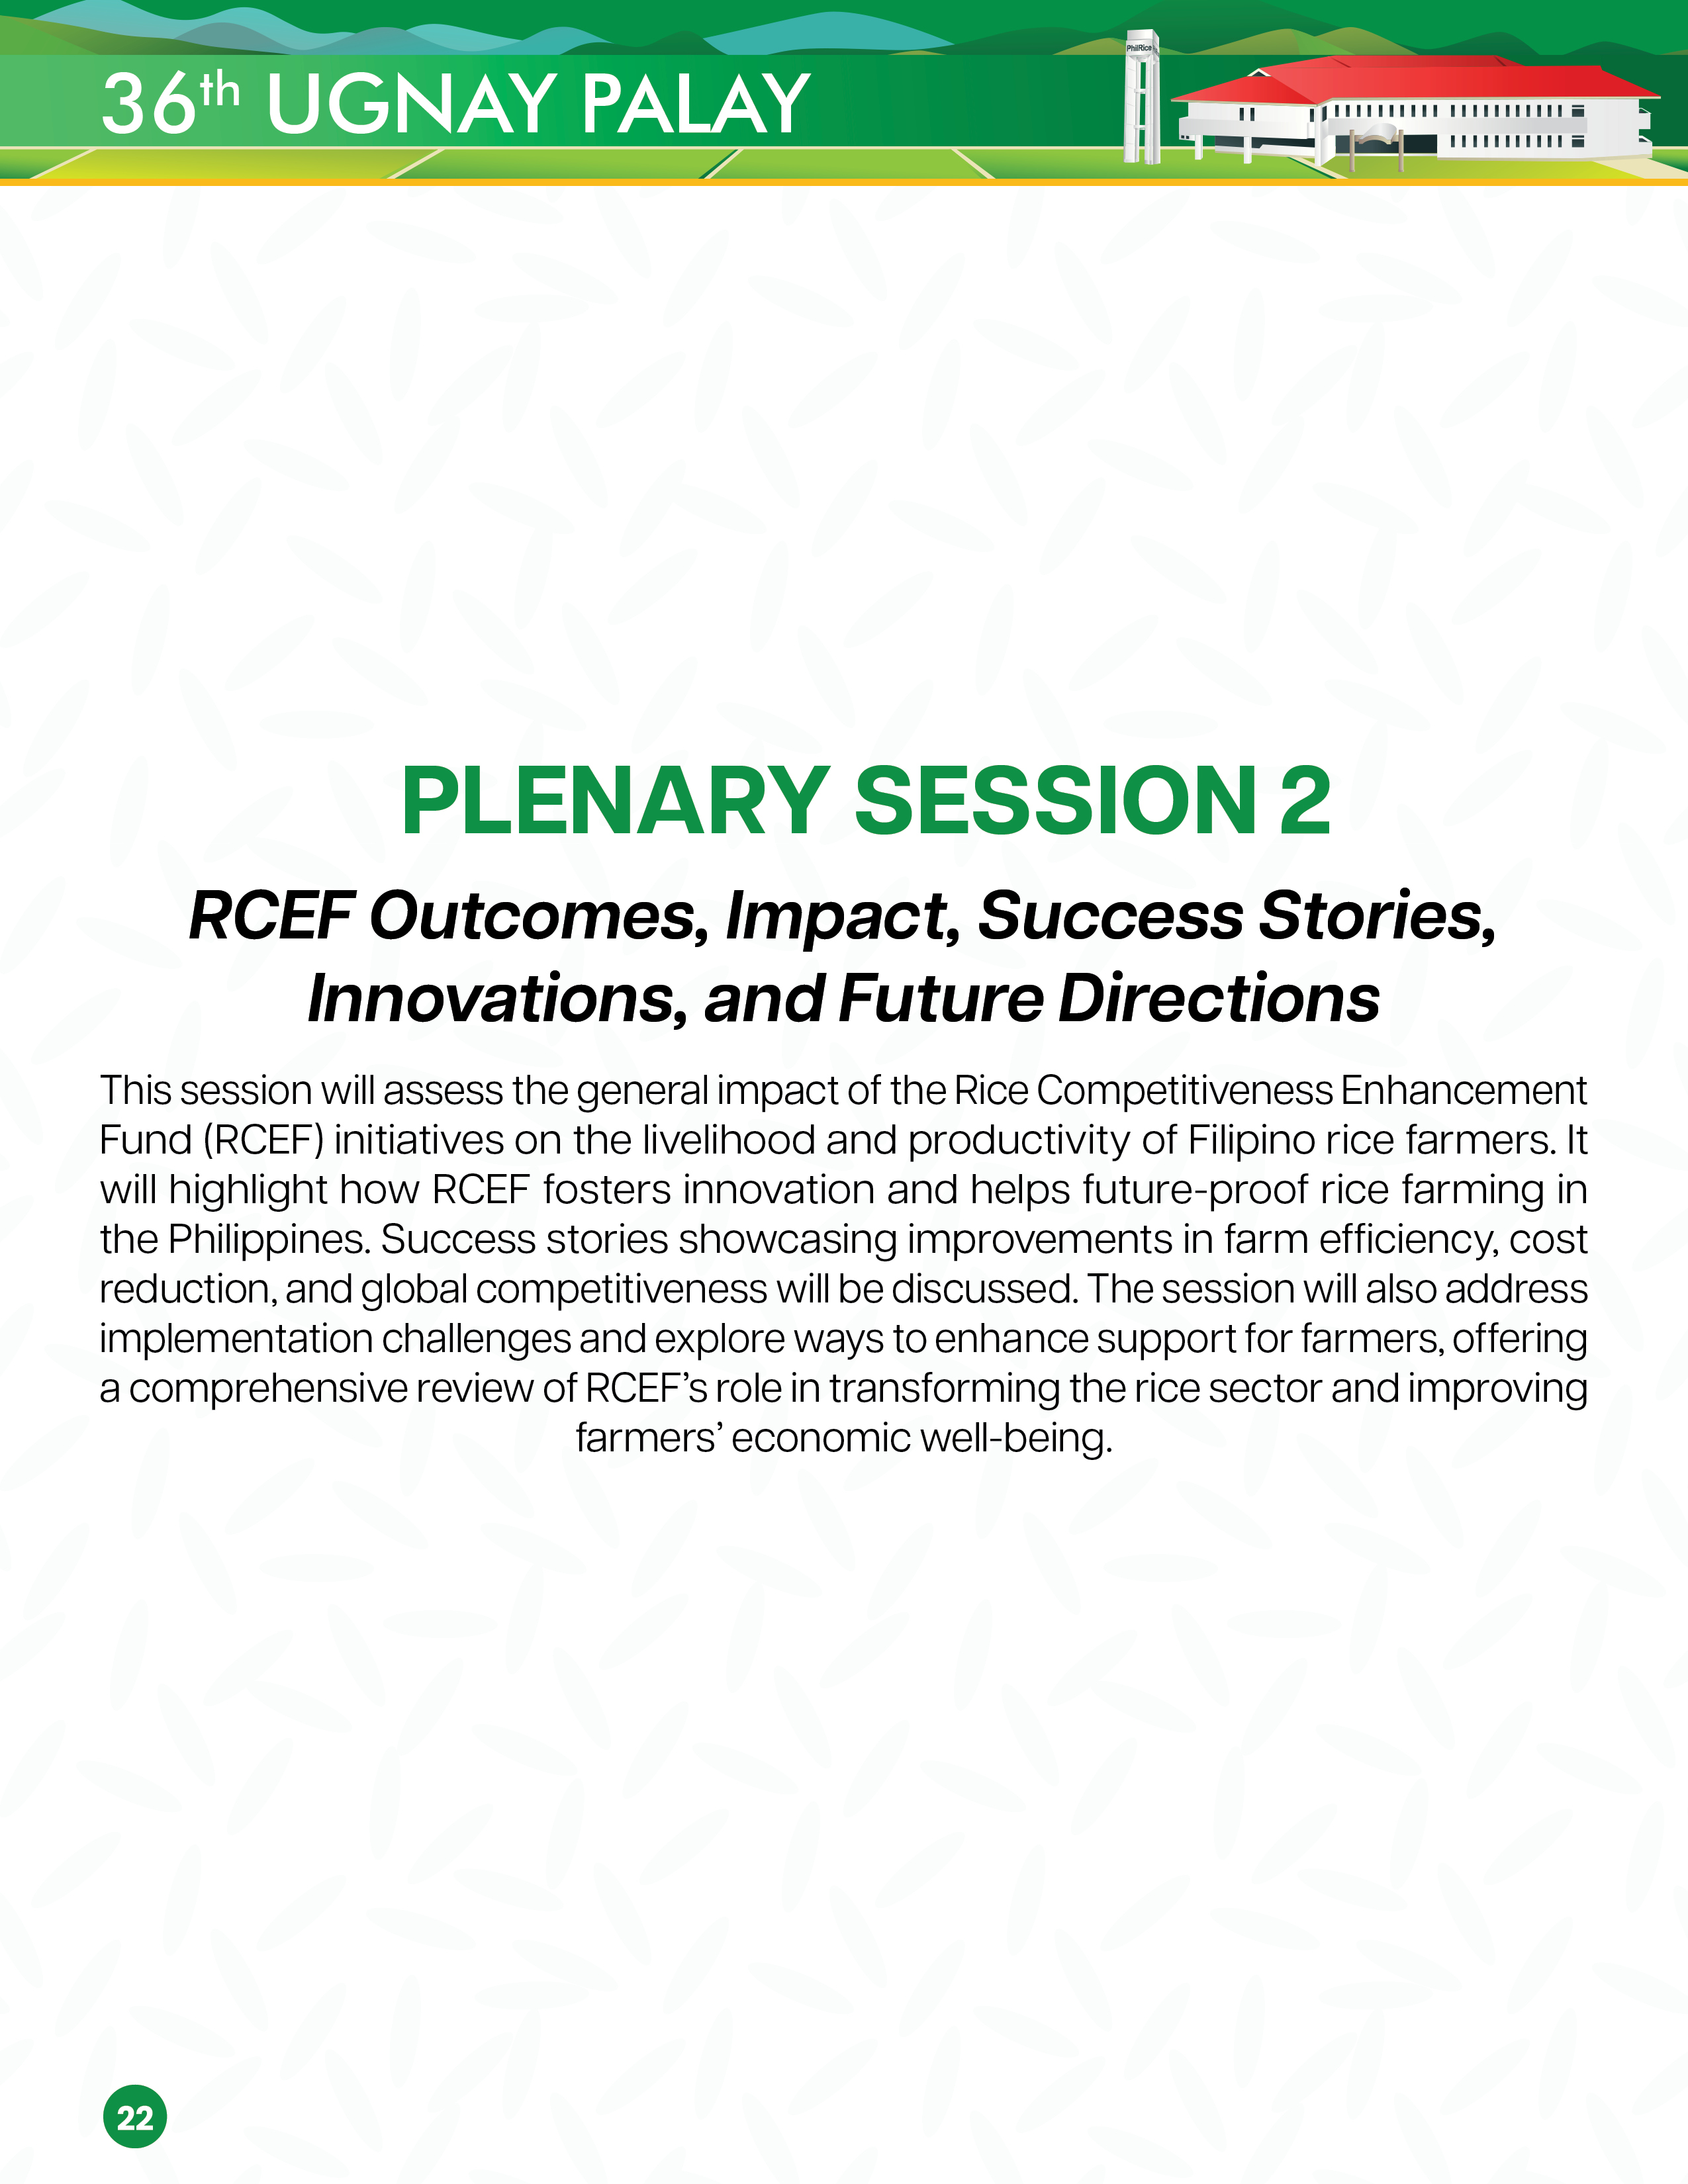 36th UGNAY PALAY
PhilRice
PLENARY SESSION 2
RCEF Outcomes, Impact, Success Stories,
Innovations, and Future Directions
This session will assess the general impact of the Rice Competitiveness Enhancement
Fund (RCEF) initiatives on the livelihood and productivity of Filipino rice farmers. It
will highlight how RCEF fosters innovation and helps future-proof rice farming in
the Philippines. Success stories showcasing improvements in farm efficiency, cost
reduction, and global competitiveness will be discussed. The session will also address
implementation challenges and explore ways to enhance support for farmers, offering
a comprehensive review of RCEF’s role in transforming the rice sector and improving
farmers’ economic well-being.
22